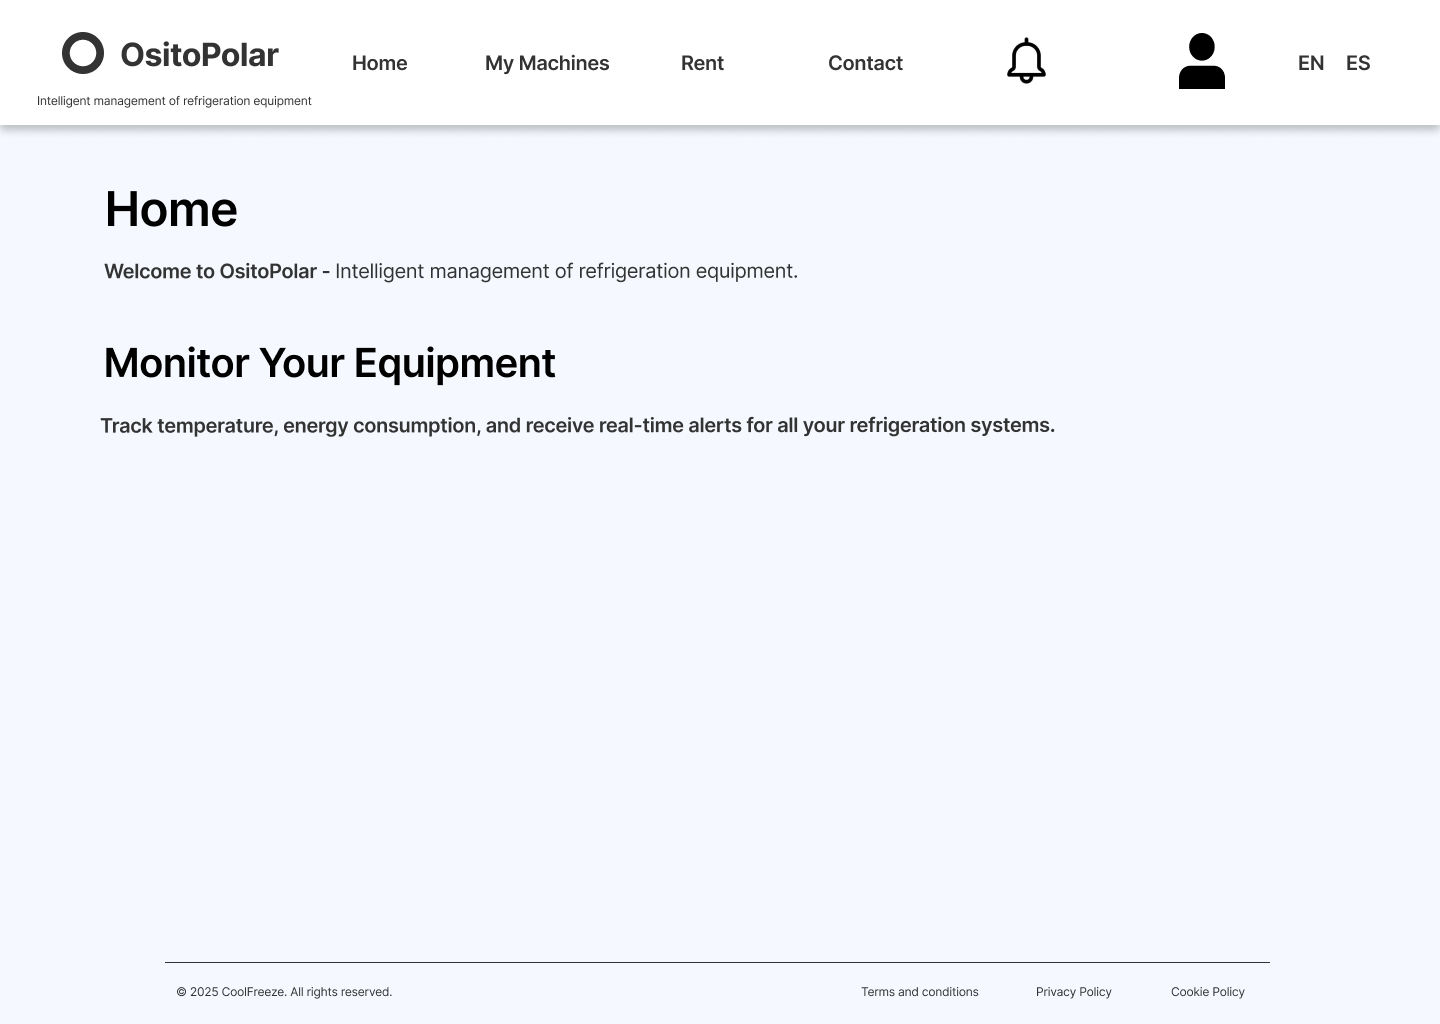 OsitoPolar
Intelligent management of refrigeration equipment
Home
My Machines
Rent
Contact
EN
ES
Home
Welcome to OsitoPolar - Intelligent management of refrigeration equipment.
Monitor Your Equipment
Track temperature, energy consumption, and receive real-time alerts for all your refrigeration systems.
© 2025 CoolFreeze. All rights reserved.
Terms and conditions
Privacy Policy
Cookie Policy